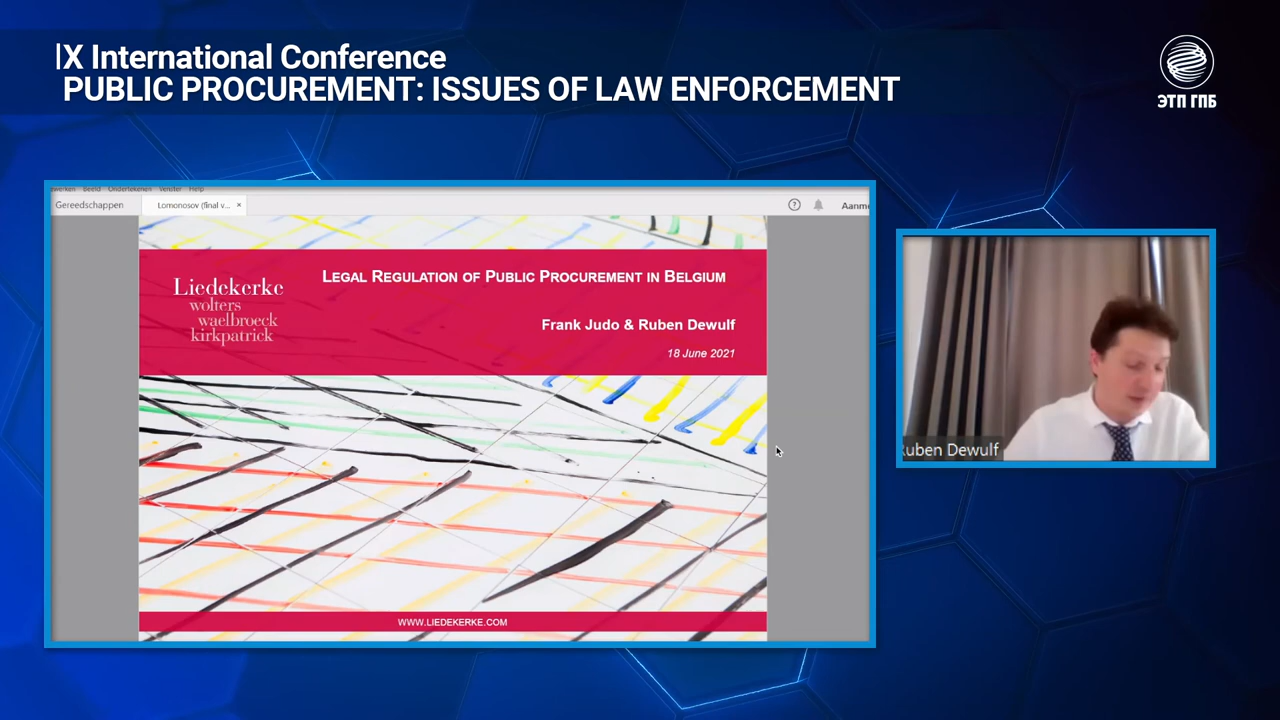 IX International Conference
PUBLIC PROCUREMENT: ISSUES OF LAW ENFORCEMENT
ЭТП ГПБ
Beeld Ondertekenen Venster Help
Gereedschappen
Lomonosov (final v... ×
Aanm
Liedekerke
wolters
waelbroeck
kirkpatrick
LEGAL REGULATION OF PUBLIC PROCUREMENT IN BELGIUM
Frank Judo & Ruben Dewulf
18 June 2021
WWW.LIEDEKERKE.COM
Ruben Dewulf